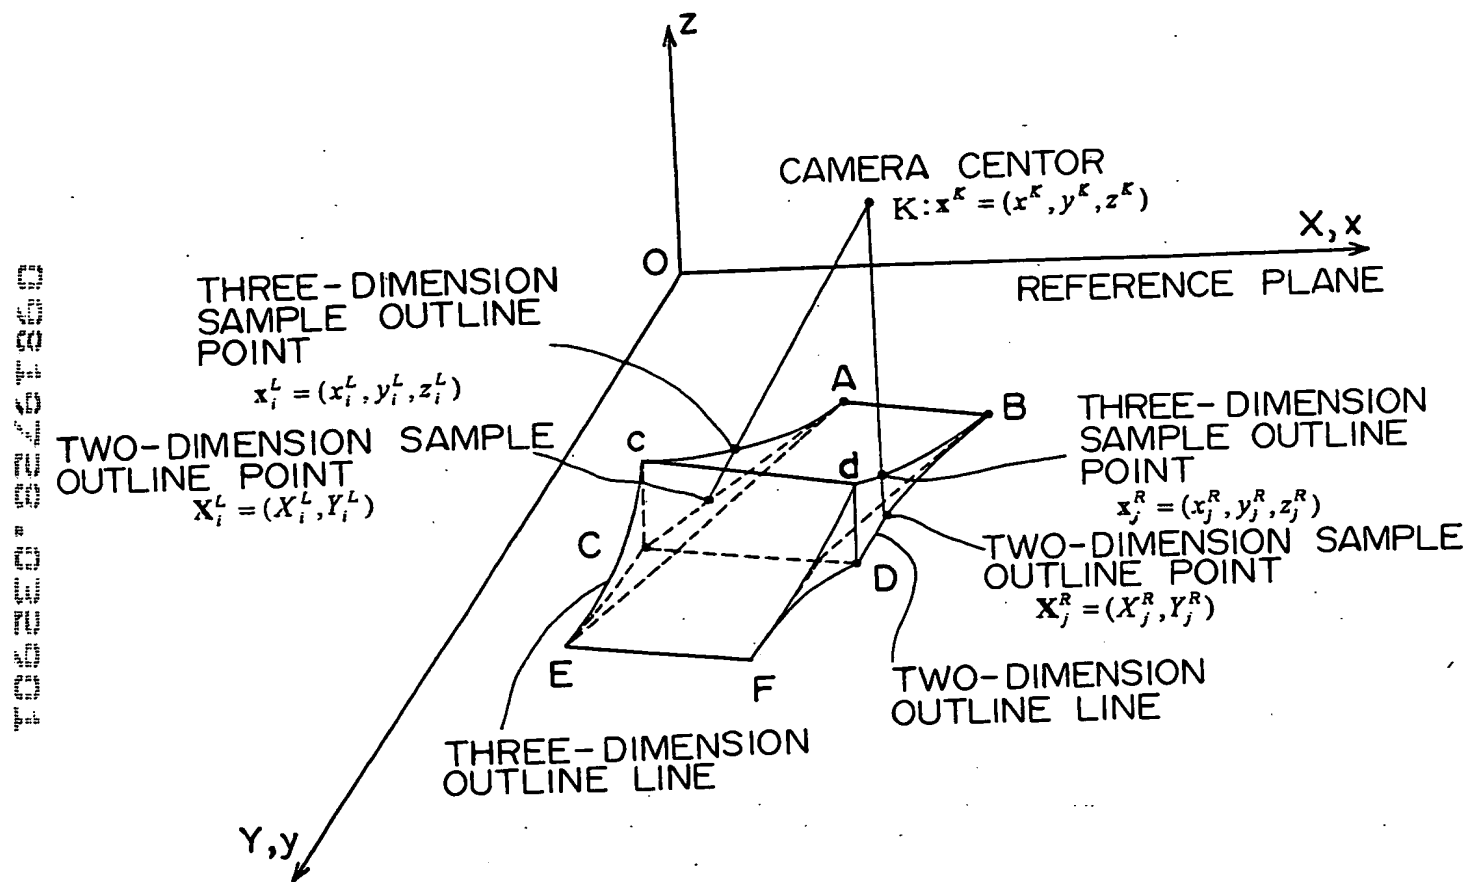 Z
CAMERA CENTOR
K: x^K = (x^K, y^K, z^K)
X, x
O
REFERENCE PLANE
THREE-DIMENSION
SAMPLE OUTLINE
POINT
x_i^L = (x_i^L, y_i^L, z_i^L)
A
B
THREE-DIMENSION
SAMPLE OUTLINE
POINT
x_j^R = (x_j^R, y_j^R, z_j^R)
TWO-DIMENSION SAMPLE
OUTLINE POINT
X_i^L = (X_i^L, Y_i^L)
c
d
C
D
TWO-DIMENSION SAMPLE
OUTLINE POINT
X_j^R = (X_j^R, Y_j^R)
E
F
TWO-DIMENSION
OUTLINE LINE
THREE-DIMENSION
OUTLINE LINE
Y, y